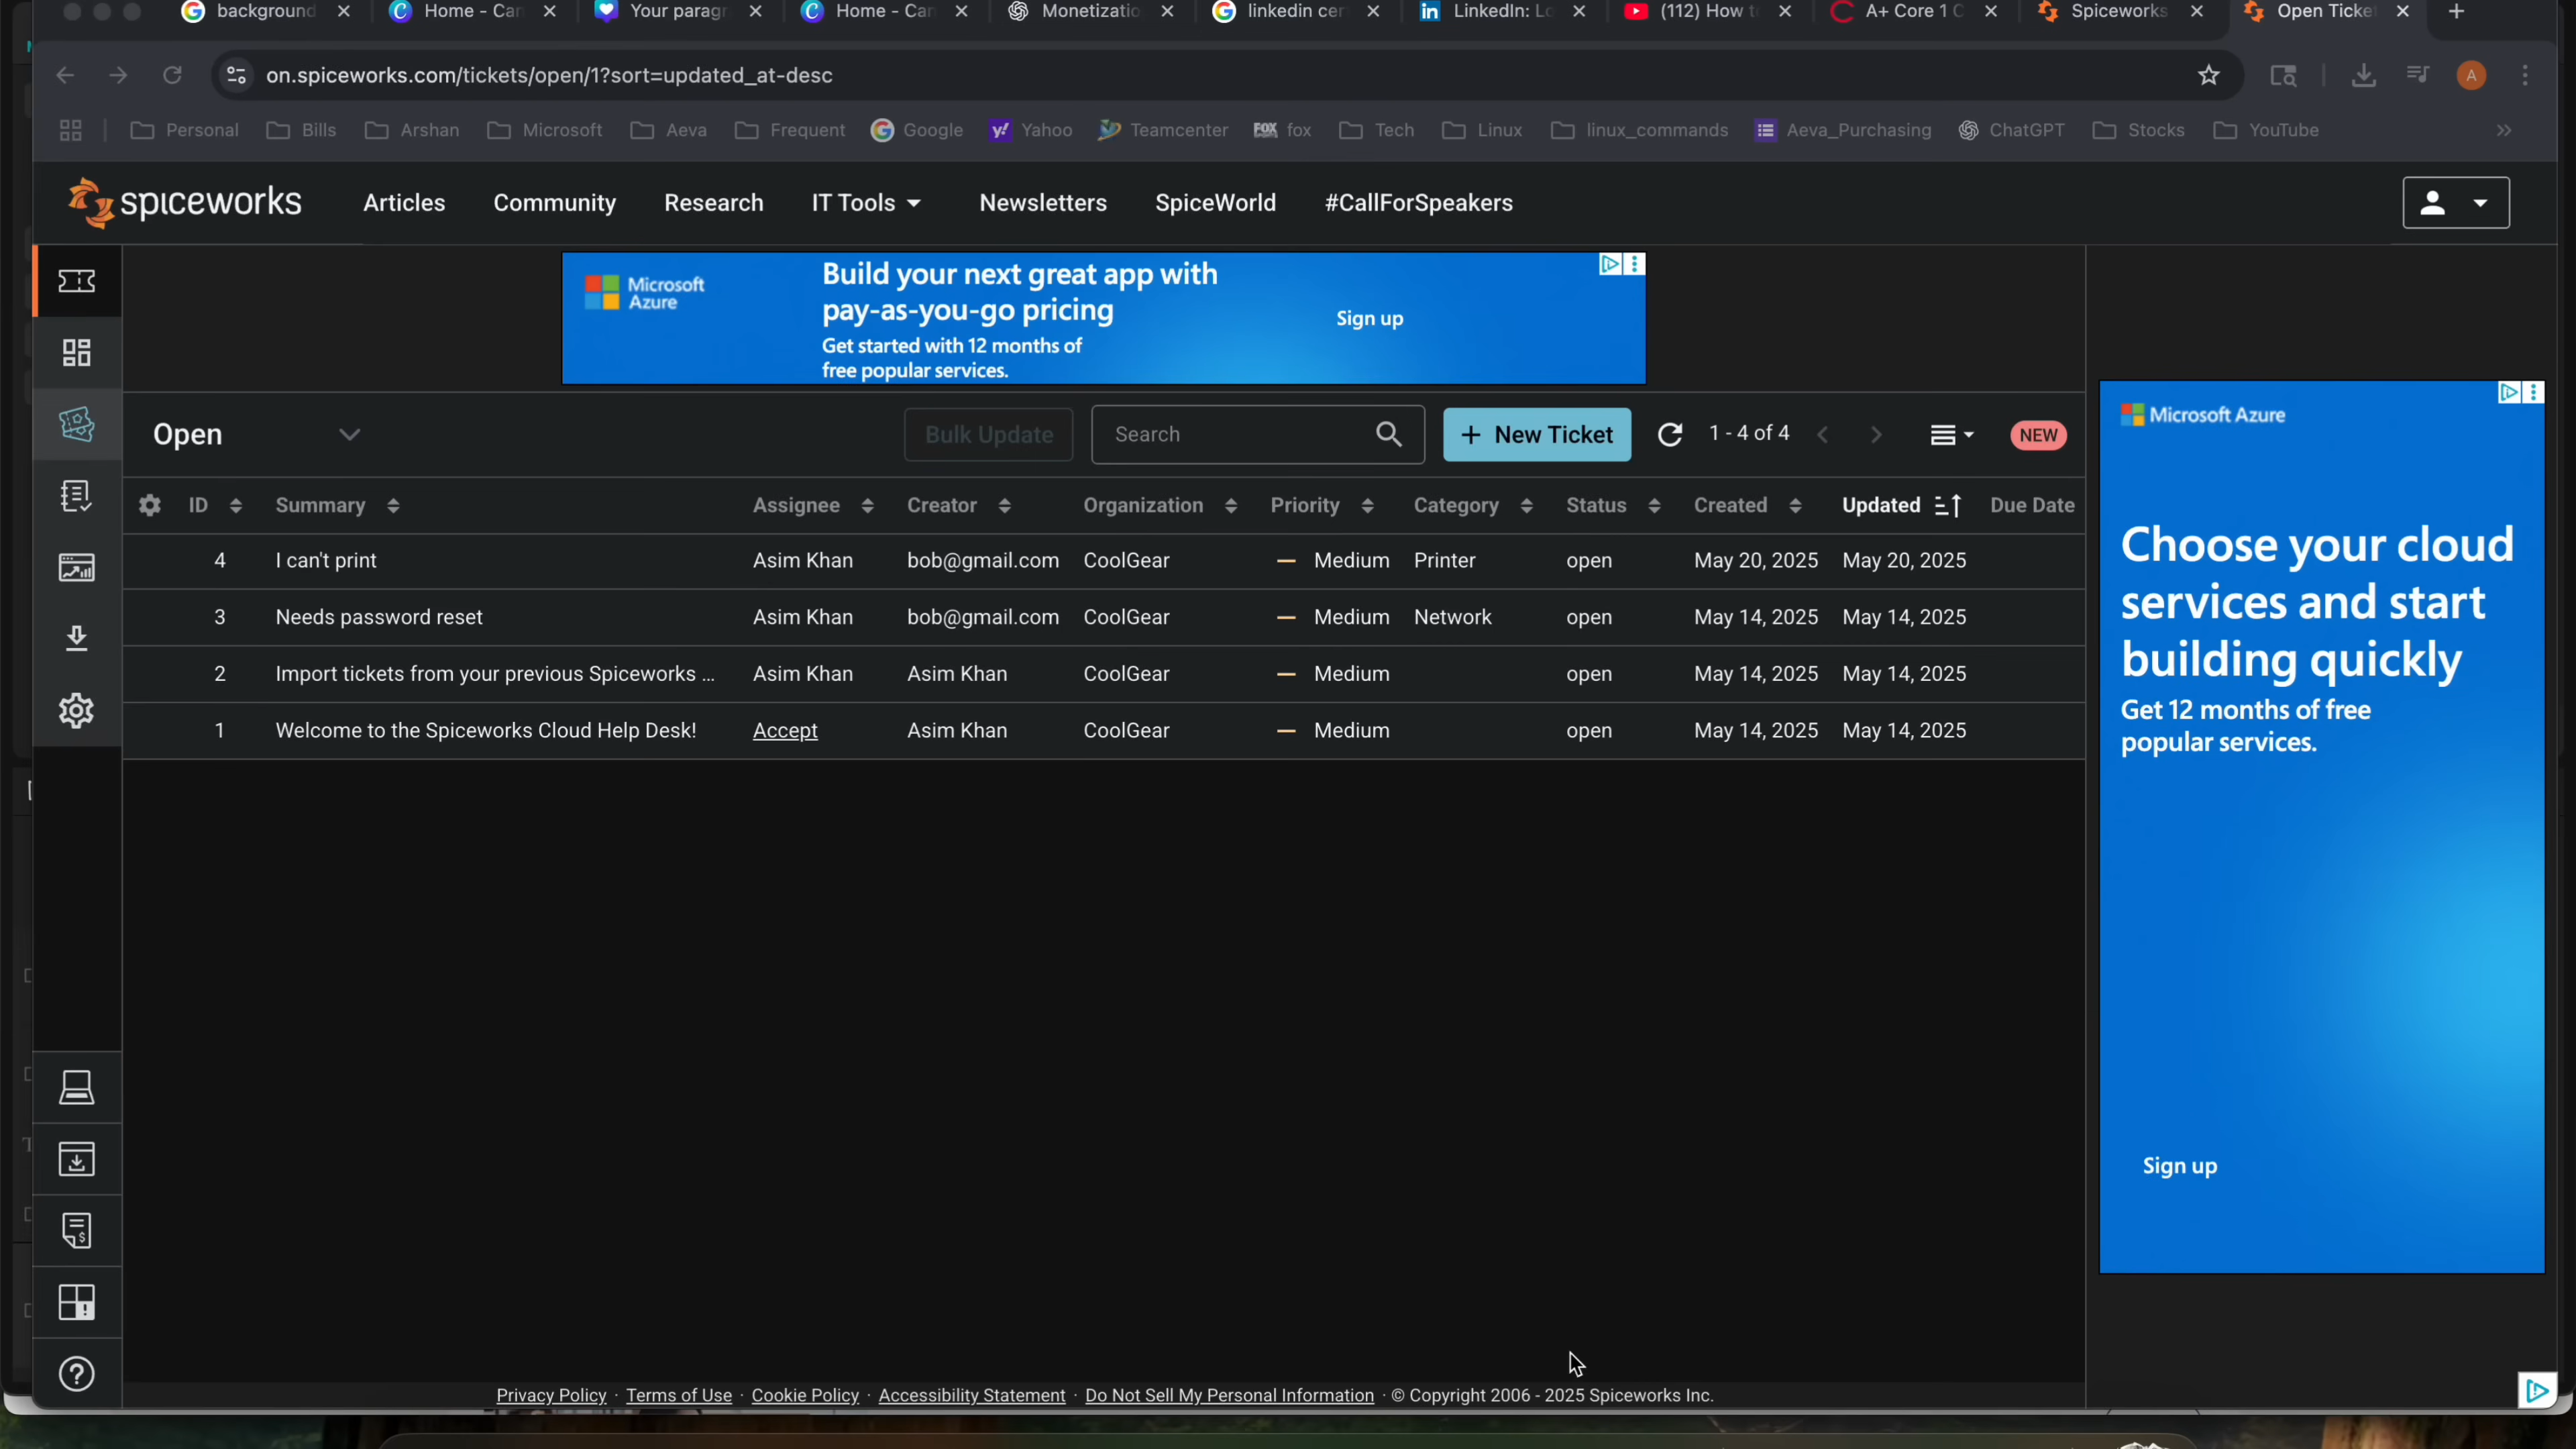 background
Home - Can
Your paragr
Home - Can
Monetizatio
linkedin cer
LinkedIn: Lo
(112) How to
A+ Core 1 C
Spiceworks
Open Ticke
on.spiceworks.com/tickets/open/1?sort=updated_at-desc
A
Personal
Bills
Arshan
Microsoft
Aeva
Frequent
Google
Yahoo
Teamcenter
FOX fox
Tech
Linux
linux_commands
Aeva_Purchasing
ChatGPT
Stocks
YouTube
spiceworks
Articles
Community
Research
IT Tools
Newsletters
SpiceWorld
#CallForSpeakers
Microsoft
Azure
Build your next great app with
pay-as-you-go pricing
Get started with 12 months of
free popular services.
Sign up
Open
Bulk Update
Search
+ New Ticket
1 - 4 of 4
NEW
ID Summary Assignee Creator Organization Priority Category Status Created Updated Due Date
4 I can't print Asim Khan bob@gmail.com CoolGear Medium Printer open May 20, 2025 May 20, 2025
3 Needs password reset Asim Khan bob@gmail.com CoolGear Medium Network open May 14, 2025 May 14, 2025
2 Import tickets from your previous Spiceworks ... Asim Khan Asim Khan CoolGear Medium open May 14, 2025 May 14, 2025
1 Welcome to the Spiceworks Cloud Help Desk! Accept Asim Khan CoolGear Medium open May 14, 2025 May 14, 2025
Microsoft Azure
Choose your cloud
services and start
building quickly
Get 12 months of free
popular services.
Sign up
Privacy Policy · Terms of Use · Cookie Policy · Accessibility Statement · Do Not Sell My Personal Information · © Copyright 2006 - 2025 Spiceworks Inc.